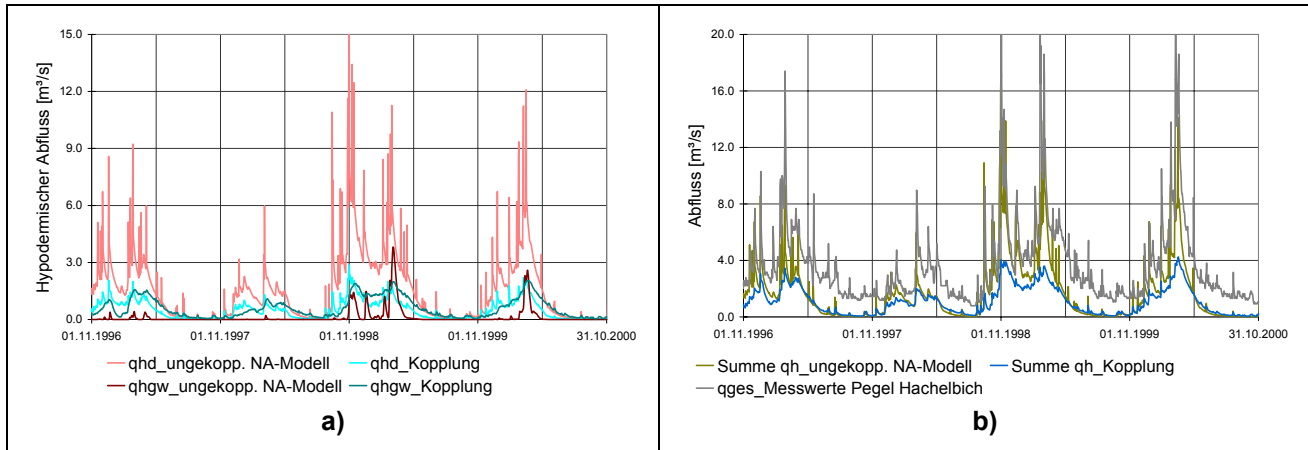 Hypodermischer Abfluss [m³/s]
15.0
12.0
9.0
6.0
3.0
0.0
01.11.1996 01.11.1997 01.11.1998 01.11.1999 31.10.2000
qhd_ungekopp. NA-Modell qhd_Kopplung
qhgw_ungekopp. NA-Modell qhgw_Kopplung
a)
Abfluss [m³/s]
20.0
16.0
12.0
8.0
4.0
0.0
01.11.1996 01.11.1997 01.11.1998 01.11.1999 31.10.2000
Summe qh_ungekopp. NA-Modell Summe qh_Kopplung
qges_Messwerte Pegel Hachelbich
b)